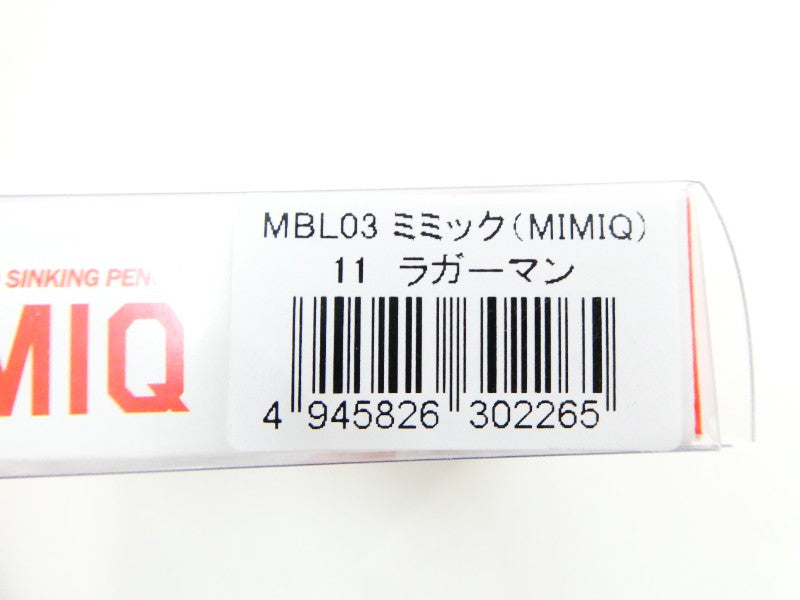 MBL03 ミミック(MIMIQ)
11 ラガーマン
4 945826 302265
SINKING PEN
MIQ